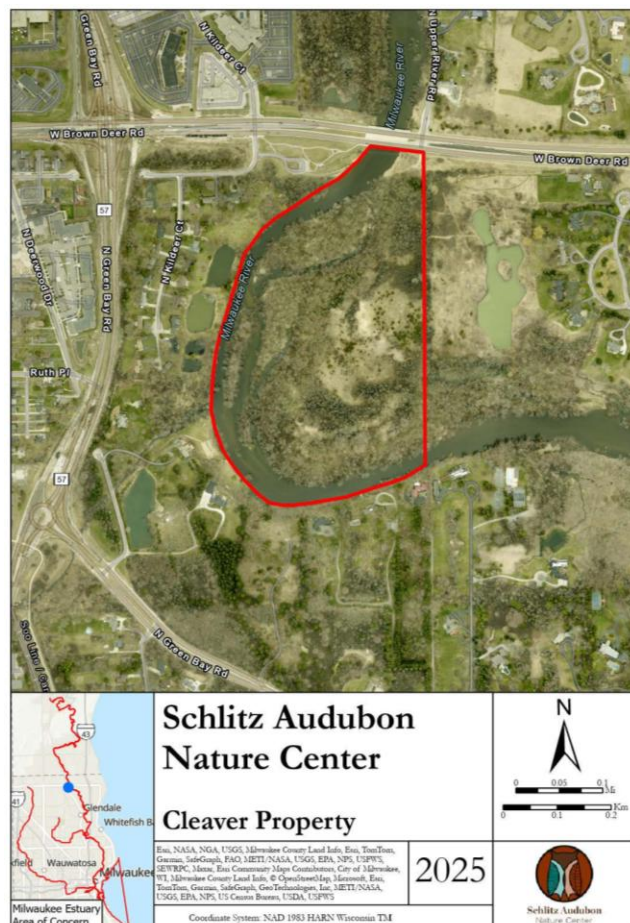 Green Bay Rd
N Kildeer Ct
Milwaukee River
N Upper River Rd
W Brown Deer Rd
W Brown Deer Rd
57
N Deerwood Dr
N Green Bay Rd
N Kildeer Ct
Milwaukee River
Ruth Pl
57
N Green Bay Rd
Soo Line / Can
43
41
Glendale
Whitefish Ba
kfield
Wauwatosa
Milwaukee
Milwaukee Estuary
Area of Concern
Schlitz Audubon
Nature Center
Cleaver Property
Esri, NASA, NGA, USGS, Milwaukee County Land Info, Esri, TomTom,
Garmin, SafeGraph, FAO, METI/NASA, USGS, EPA, NPS, USFWS,
SEWRPC, Maxar, Esri Community Maps Contributors, City of Milwaukee,
WI, Milwaukee County Land Info, © OpenStreetMap, Microsoft, Esri,
TomTom, Garmin, SafeGraph, GeoTechnologies, Inc, METI/NASA,
USGS, EPA, NPS, US Census Bureau, USDA, USFWS
2025
Coordinate System: NAD 1983 HARN Wisconsin TM
N
0 0.05 0.1
Mi
0 0.1 0.2
Km
Schlitz Audubon
Nature Center